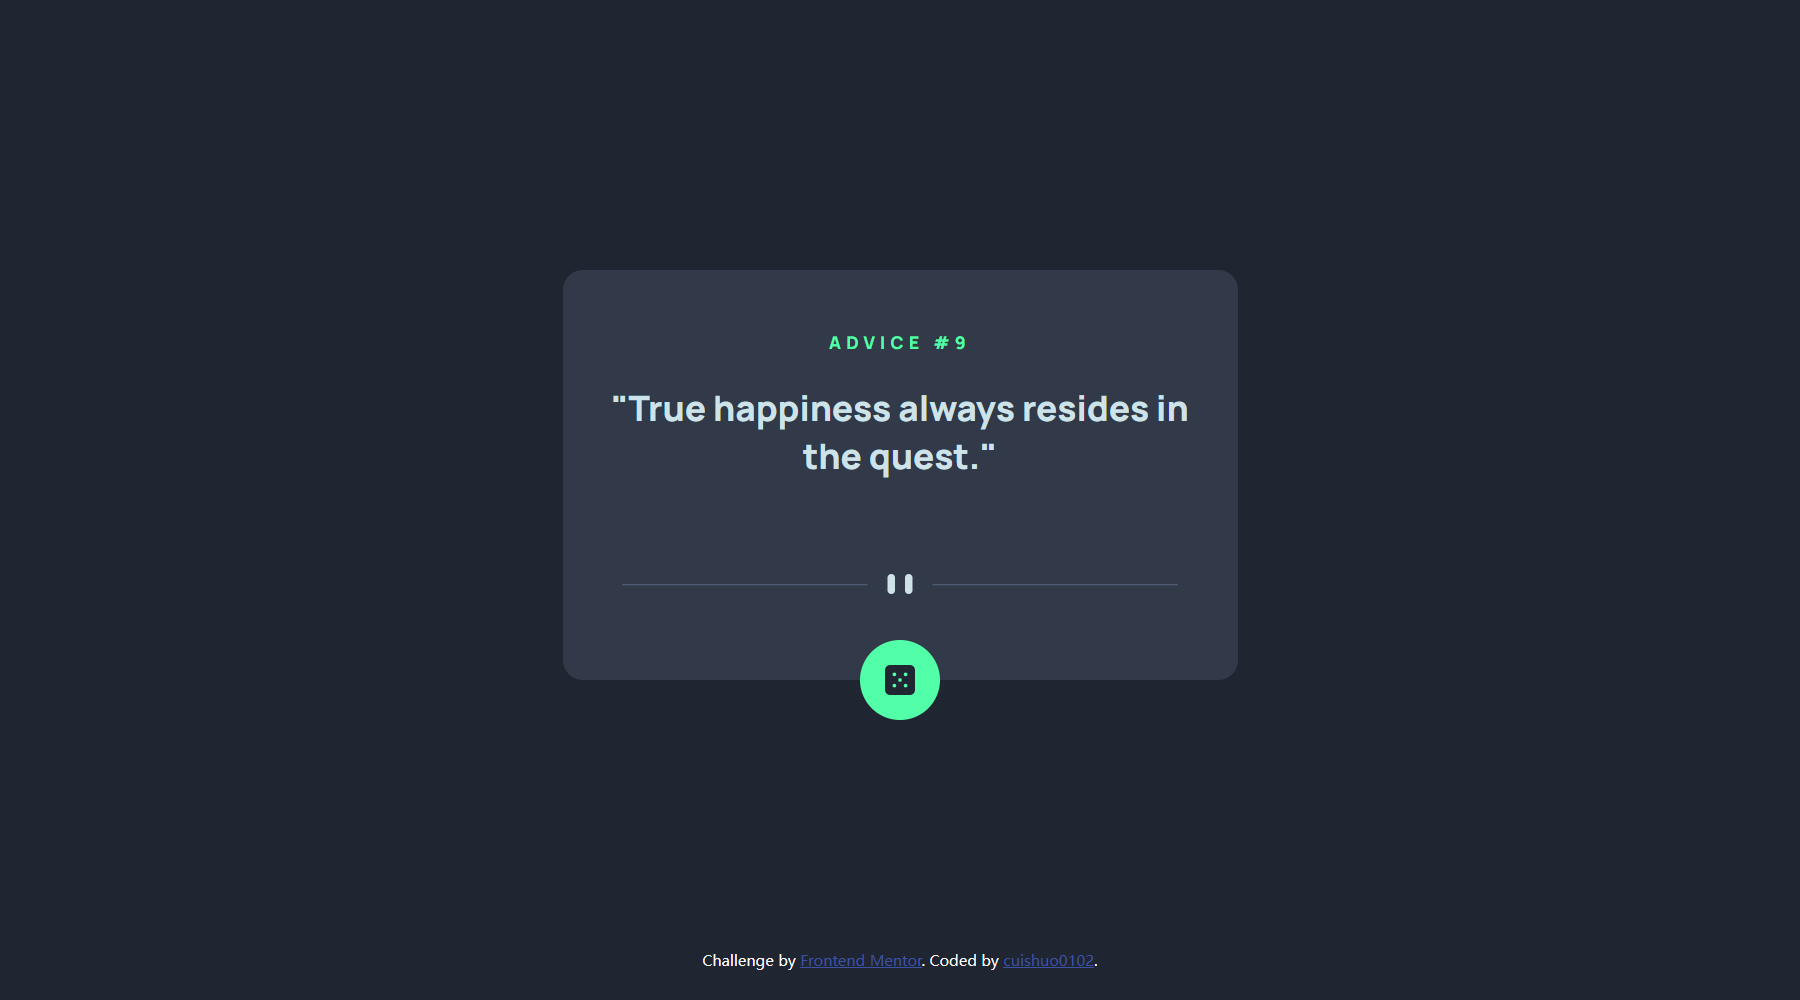 ADVICE #9
"True happiness always resides in
the quest."
Challenge by Frontend Mentor. Coded by cuishuo0102.